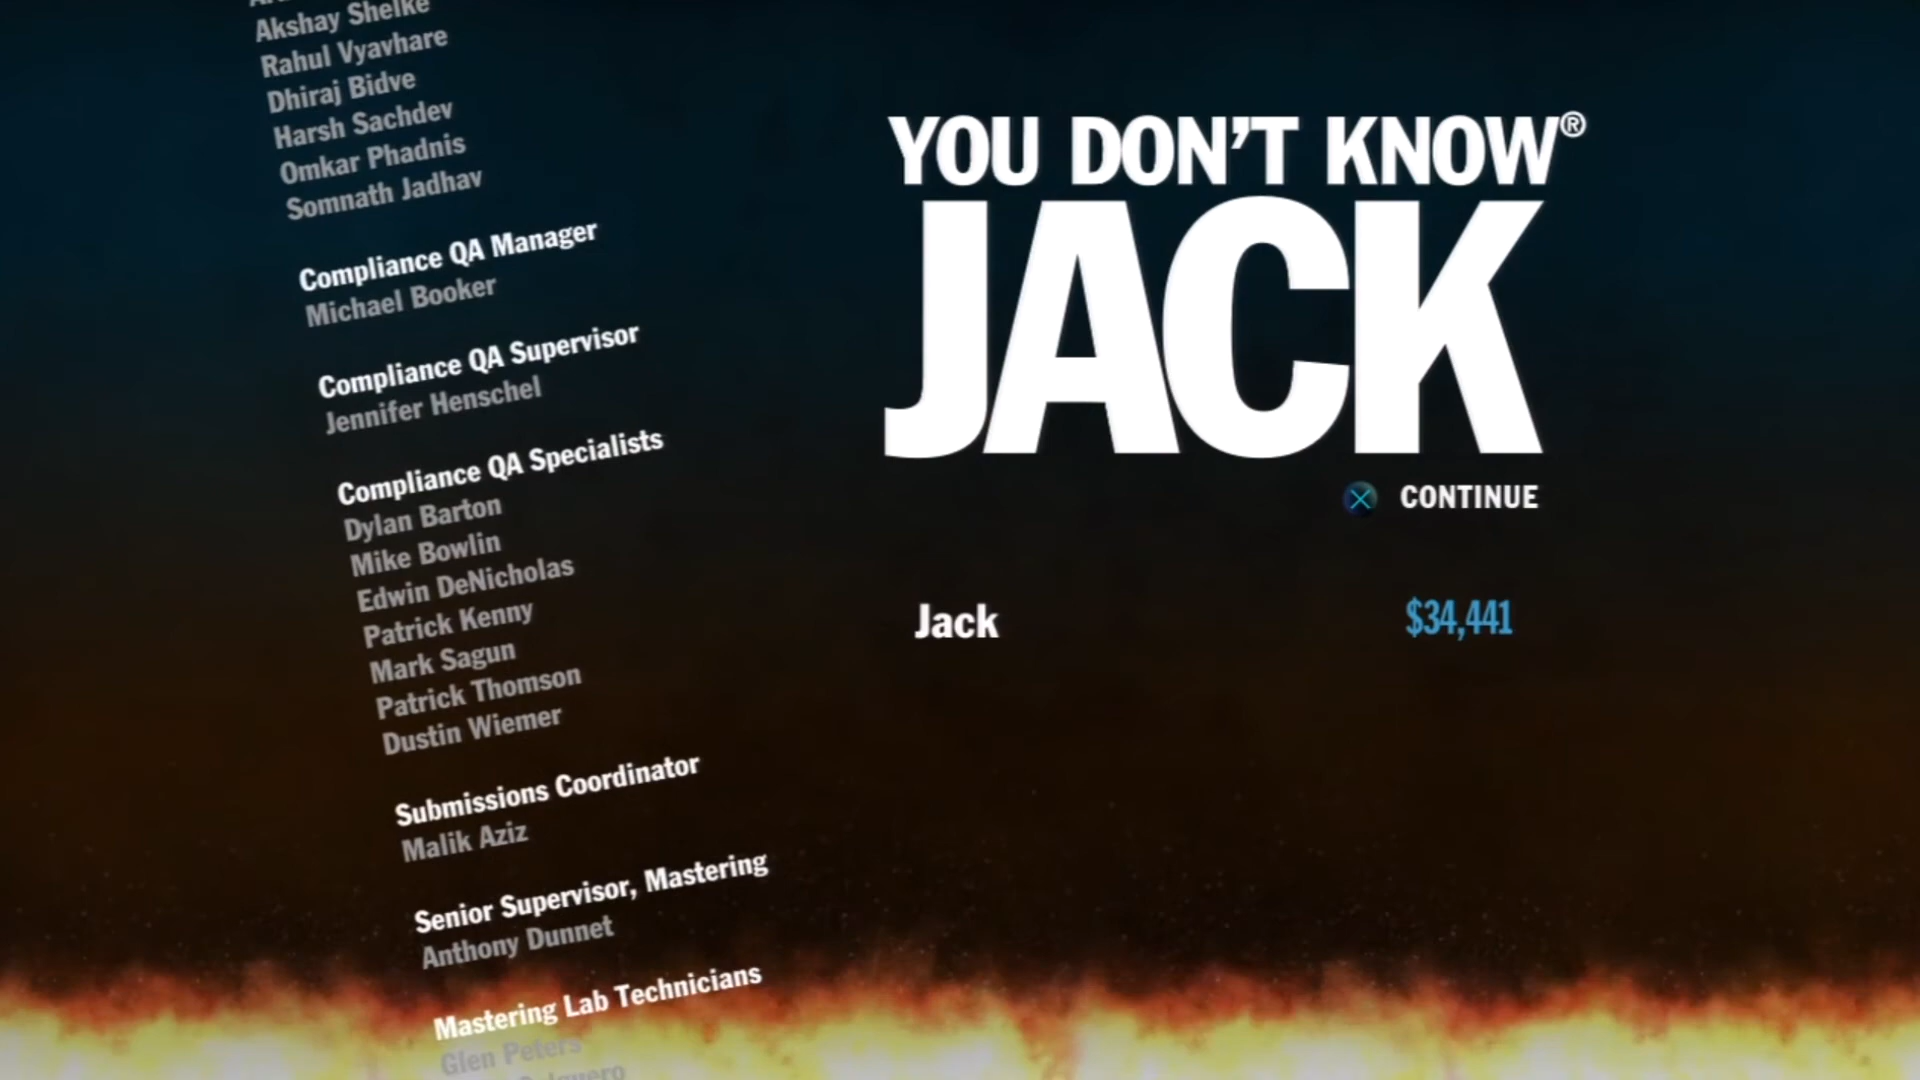 Akshay Shelke
Rahul Vyavhare
Dhiraj Bidve
Harsh Sachdev
Omkar Phadnis
Somnath Jadhav
Compliance QA Manager
Michael Booker
Compliance QA Supervisor
Jennifer Henschel
Compliance QA Specialists
Dylan Barton
Mike Bowlin
Edwin DeNicholas
Patrick Kenny
Mark Sagun
Patrick Thomson
Dustin Wiemer
Submissions Coordinator
Malik Aziz
Senior Supervisor, Mastering
Anthony Dunnet
Mastering Lab Technicians
Glen Peters
YOU DON'T KNOW®
JACK
CONTINUE
Jack $34,441